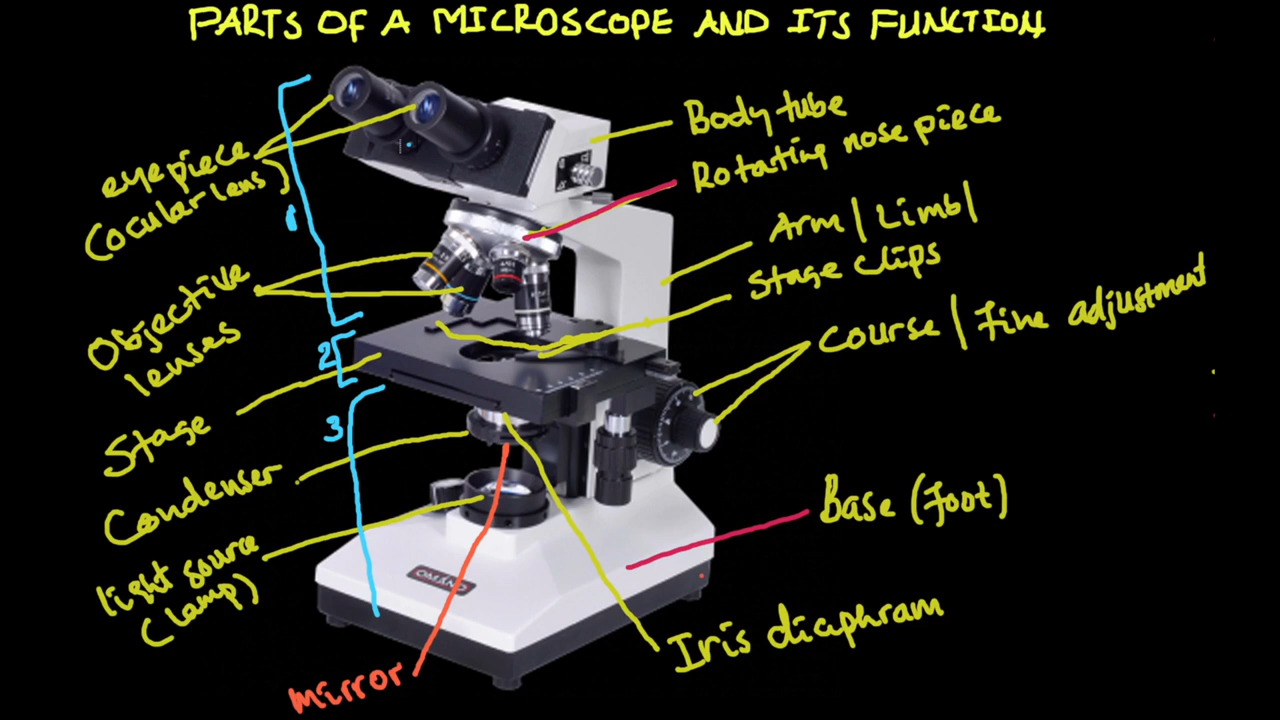 PARTS OF A MICROSCOPE AND ITS FUNCTION
eyepiece
(ocular lens)
1
Objective
lenses
2
Stage
3
Condenser
light source
(lamp)
mirror
Body tube
Rotating nose piece
Arm/Limb/
Stage clips
Course/fine adjustment
Base (foot)
Iris diaphram
OMANO